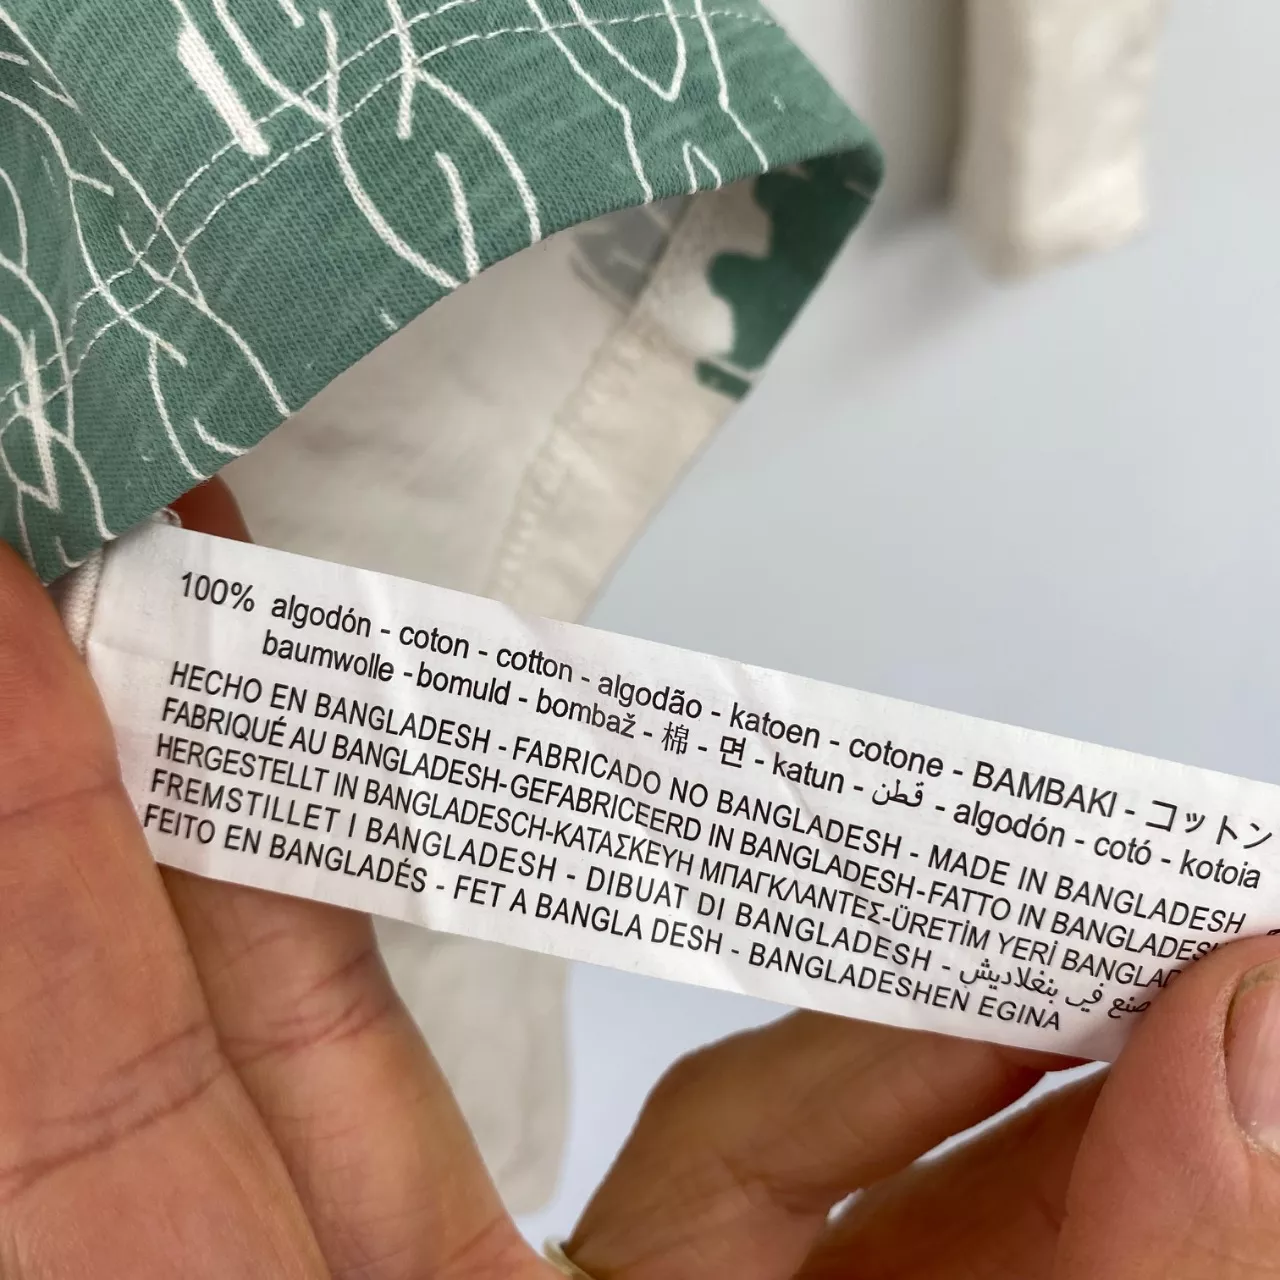 100% algodón - coton - cotton - algodão - katoen - cotone - BAMBAKI - コットン
baumwolle - bomuld - bombaž - 棉 - 면 - katun - قطن - algodón - cotó - kotoia
HECHO EN BANGLADESH - FABRICADO NO BANGLADESH - MADE IN BANGLADESH
FABRIQUÉ AU BANGLADESH-GEFABRICEERD IN BANGLADESH-FATTO IN
HERGESTELLT IN BANGLADESCH-ΚΑΤΑΣΚΕΥΗ ΜΠΑΓΚΛΑΝΤΕΣ-ÜRETİM YERİ
FREMSTILLET I BANGLADESH - DIBUAT DI BANGLADESH - صنع في بنغلاديش
FEITO EN BANGLADÉS - FET A BANGLA DESH - BANGLADESHEN EGINA